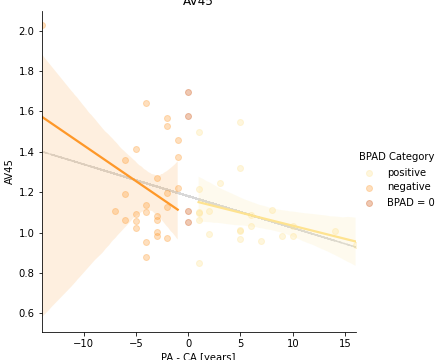 AV45
2.0
1.8
1.6
1.4
1.2
1.0
0.8
0.6
AV45
−10
−5
0
5
10
15
PA - CA [years]
BPAD Category
positive
negative
BPAD = 0